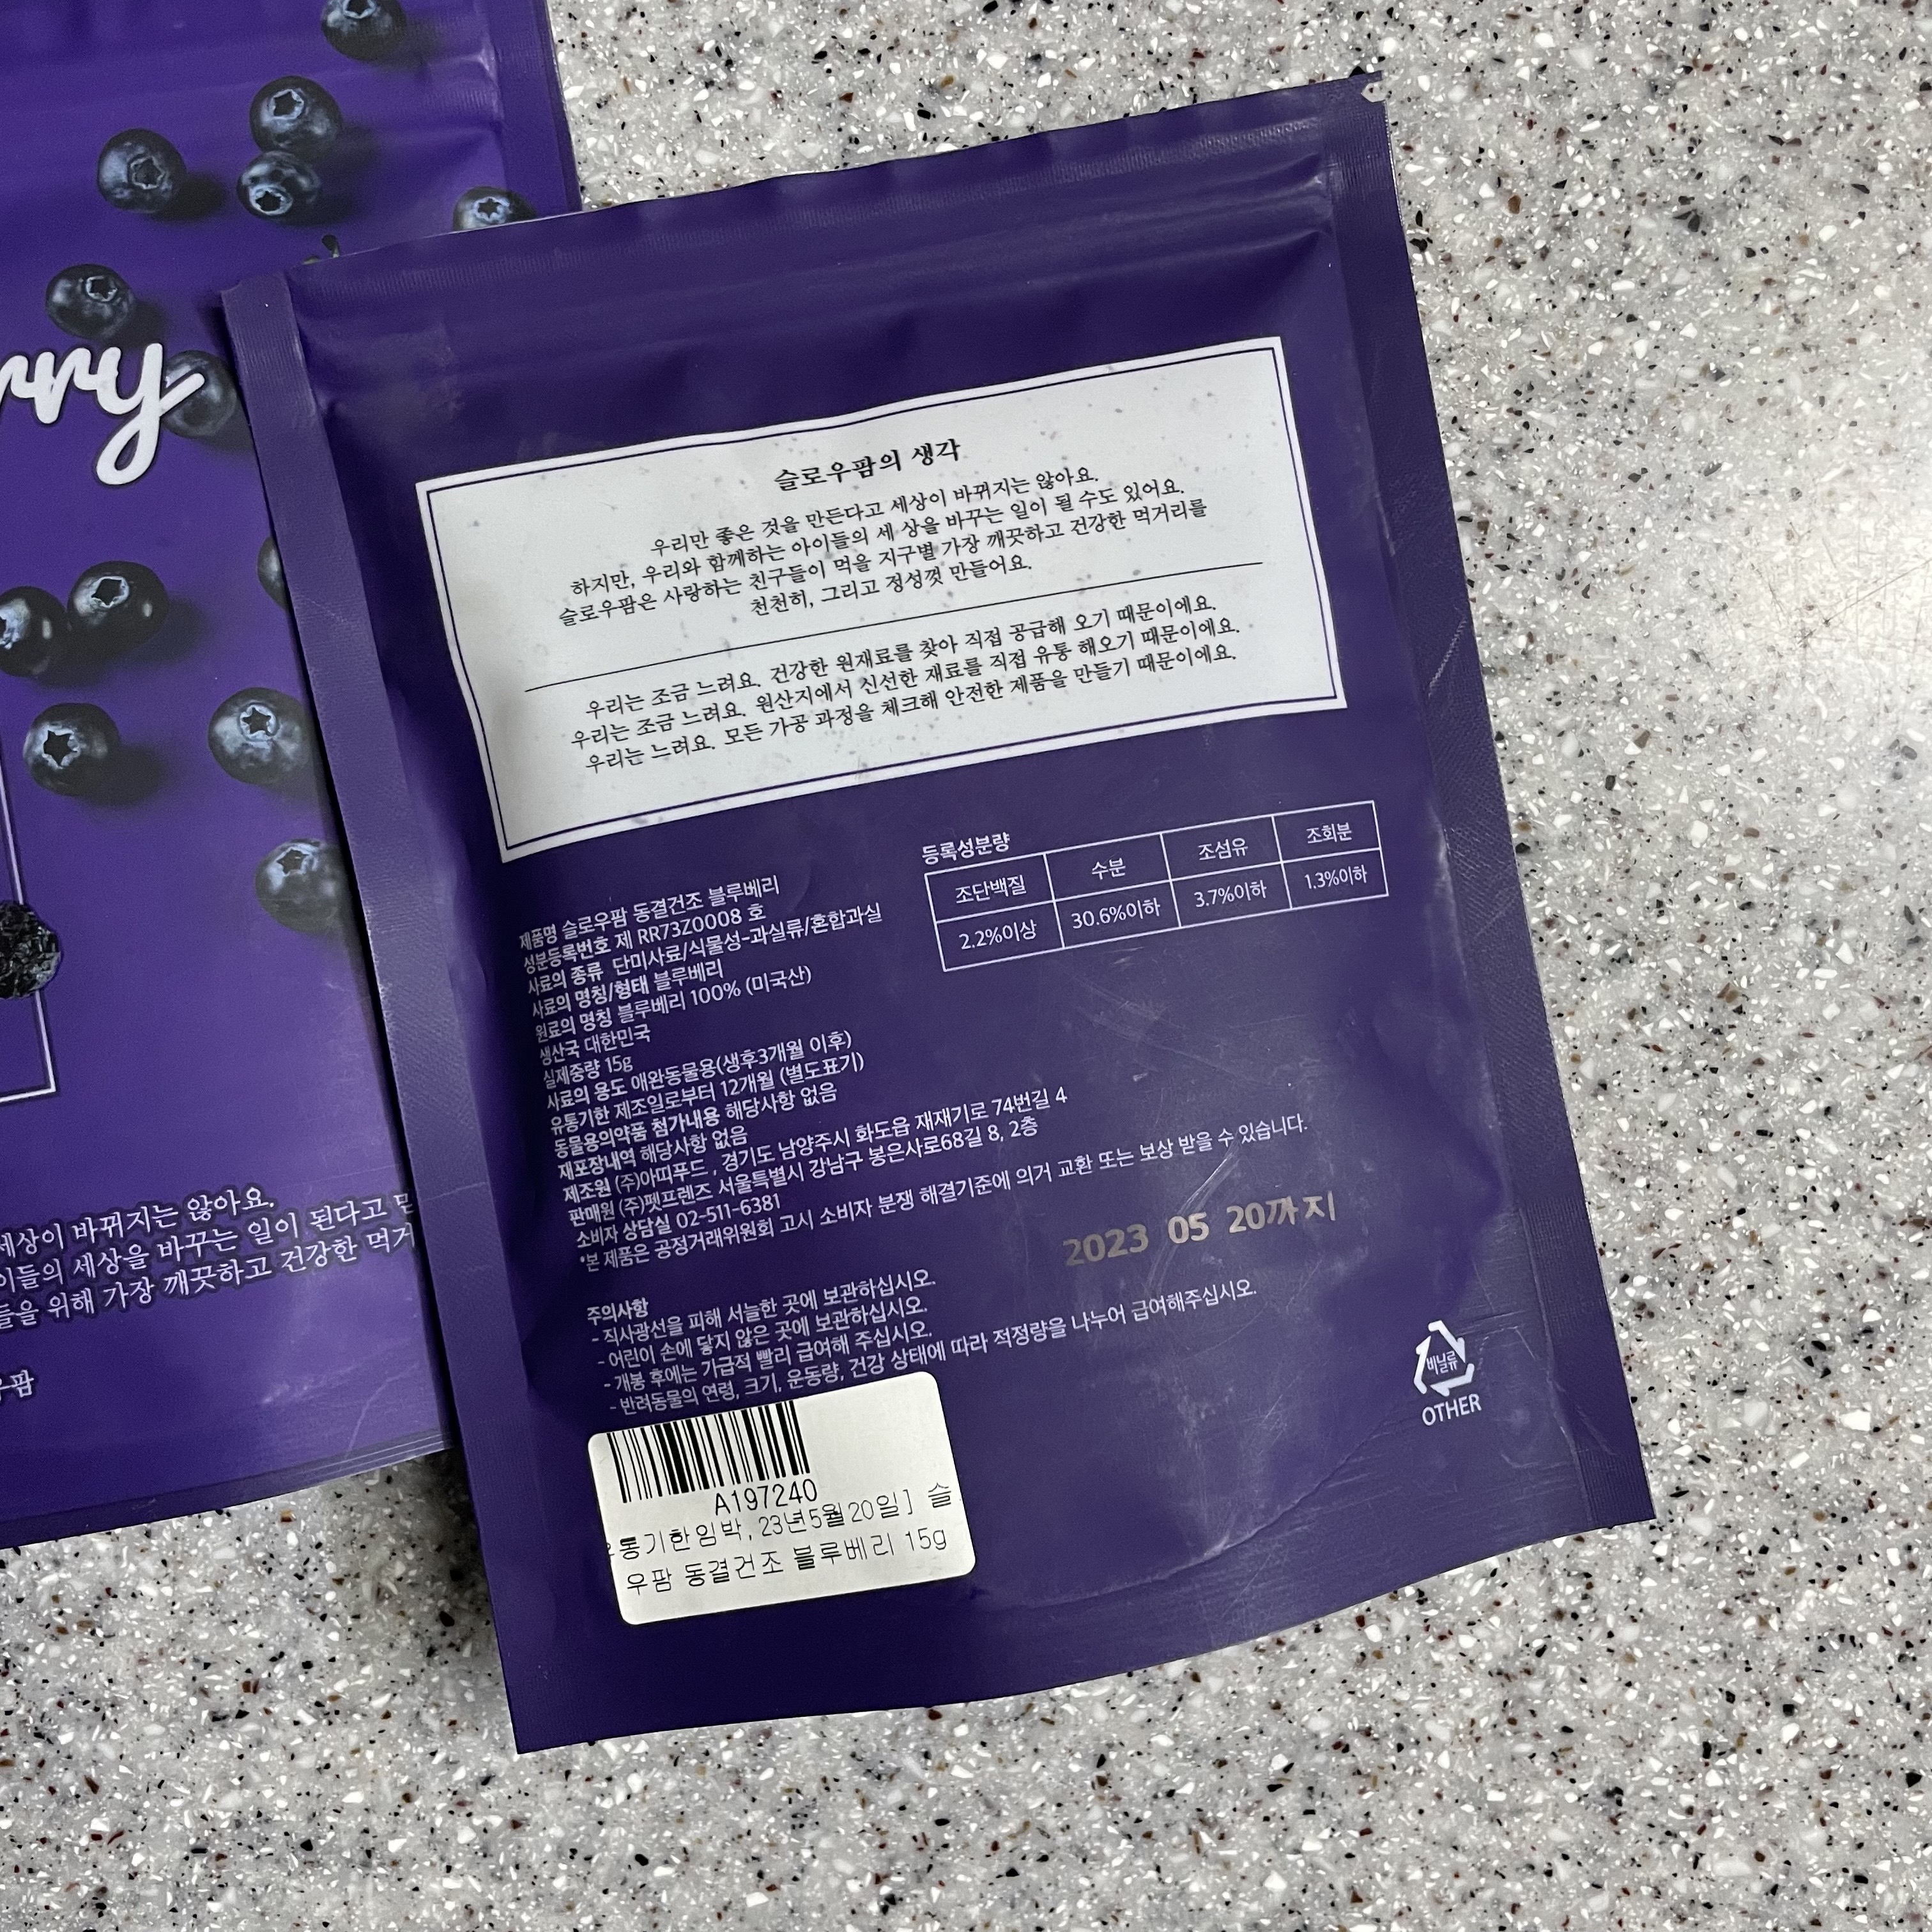 rry
세상이 바뀌지는 않아요.
이들의 세상을 바꾸는 일이 된다고
들을 위해 가장 깨끗하고 건강한 먹거
우팜
슬로우팜의 생각
우리만 좋은 것을 만든다고 세상이 바뀌지는 않아요.
하지만, 우리와 함께하는 아이들의 세 상을 바꾸는 일이 될 수도 있어요.
슬로우팜은 사랑하는 친구들이 먹을 지구별 가장 깨끗하고 건강한 먹거리를
천천히, 그리고 정성껏 만들어요.
우리는 조금 느려요. 건강한 원재료를 찾아 직접 공급해 오기 때문이에요.
우리는 조금 느려요. 원산지에서 신선한 재료를 직접 유통 해오기 때문이에요.
우리는 느려요. 모든 가공 과정을 체크해 안전한 제품을 만들기 때문이에요.
등록성분량
조단백질 수분 조섬유 조회분
2.2%이상 30.6%이하 3.7%이하 1.3%이하
제품명 슬로우팜 동결건조 블루베리
성분등록번호 제 RR73Z0008 호
사료의 종류 단미사료/식물성-과실류/혼합과실
사료의 명칭/형태 블루베리
원료의 명칭 블루베리 100% (미국산)
생산국 대한민국
실제중량 15g
사료의 용도 애완동물용(생후3개월 이후)
유통기한 제조일로부터 12개월 (별도표기)
동물용의약품 첨가내용 해당사항 없음
재포장내역 해당사항 없음
제조원 (주)아띠푸드 , 경기도 남양주시 화도읍 재재기로 74번길 4
판매원 (주)펫프렌즈 서울특별시 강남구 봉은사로68길 8, 2층
소비자 상담실 02-511-6381
*본 제품은 공정거래위원회 고시 소비자 분쟁 해결기준에 의거 교환 또는 보상 받을 수 있습니다.
2023 05 20까지
주의사항
- 직사광선을 피해 서늘한 곳에 보관하십시오.
- 어린이 손에 닿지 않은 곳에 보관하십시오.
- 개봉 후에는 가급적 빨리 급여해 주십시오.
- 반려동물의 연령, 크기, 운동량, 건강 상태에 따라 적정량을 나누어 급여해주십시오.
비닐류
OTHER
A197240
통기한임박, 23년5월20일] 슬
우팜 동결건조 블루베리 15g